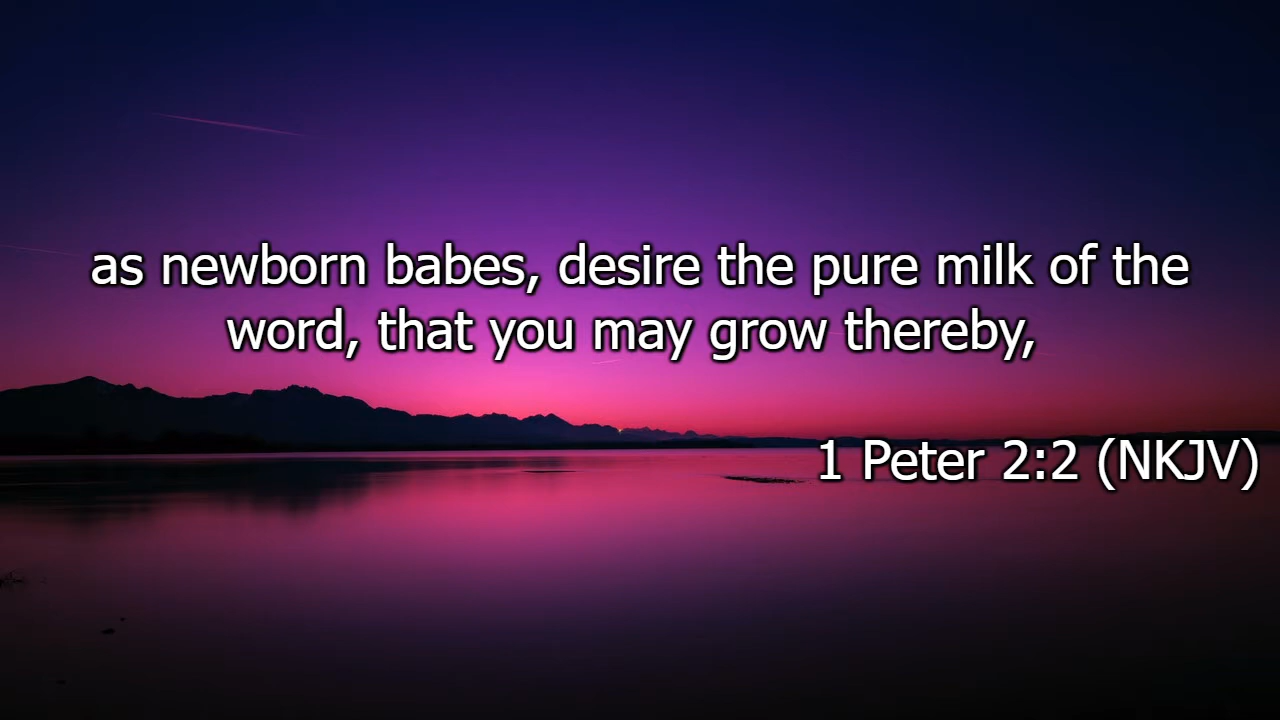 as newborn babes, desire the pure milk of the
word, that you may grow thereby,
1 Peter 2:2 (NKJV)